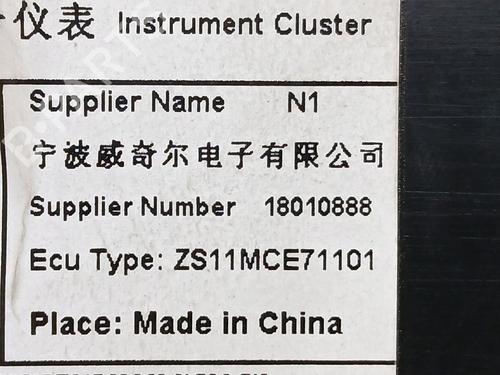 仪表 Instrument Cluster
Supplier Name N1
宁波威奇尔电子有限公司
Supplier Number 18010888
Ecu Type: ZS11MCE71101
Place: Made in China